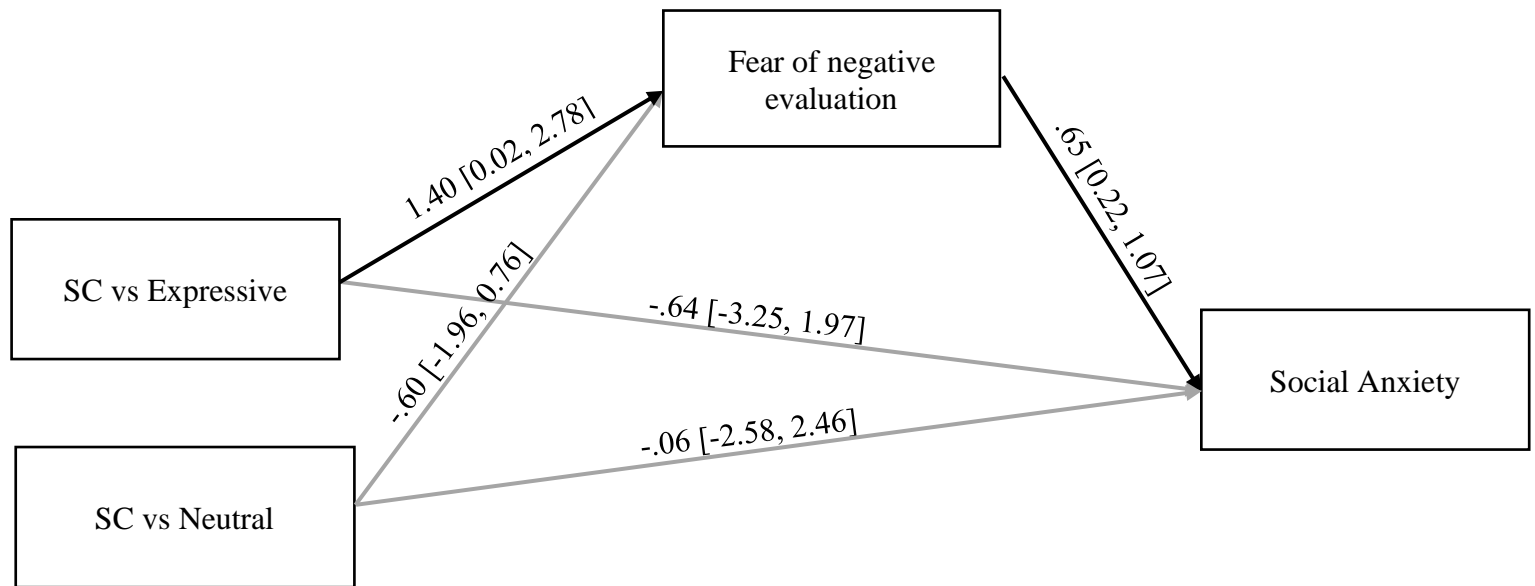 Fear of negative
evaluation
1.40 [0.02, 2.78]
.65 [0.22, 1.07]
SC vs Expressive
-.60 [-1.96, 0.76]
-.64 [-3.25, 1.97]
Social Anxiety
-.06 [-2.58, 2.46]
SC vs Neutral